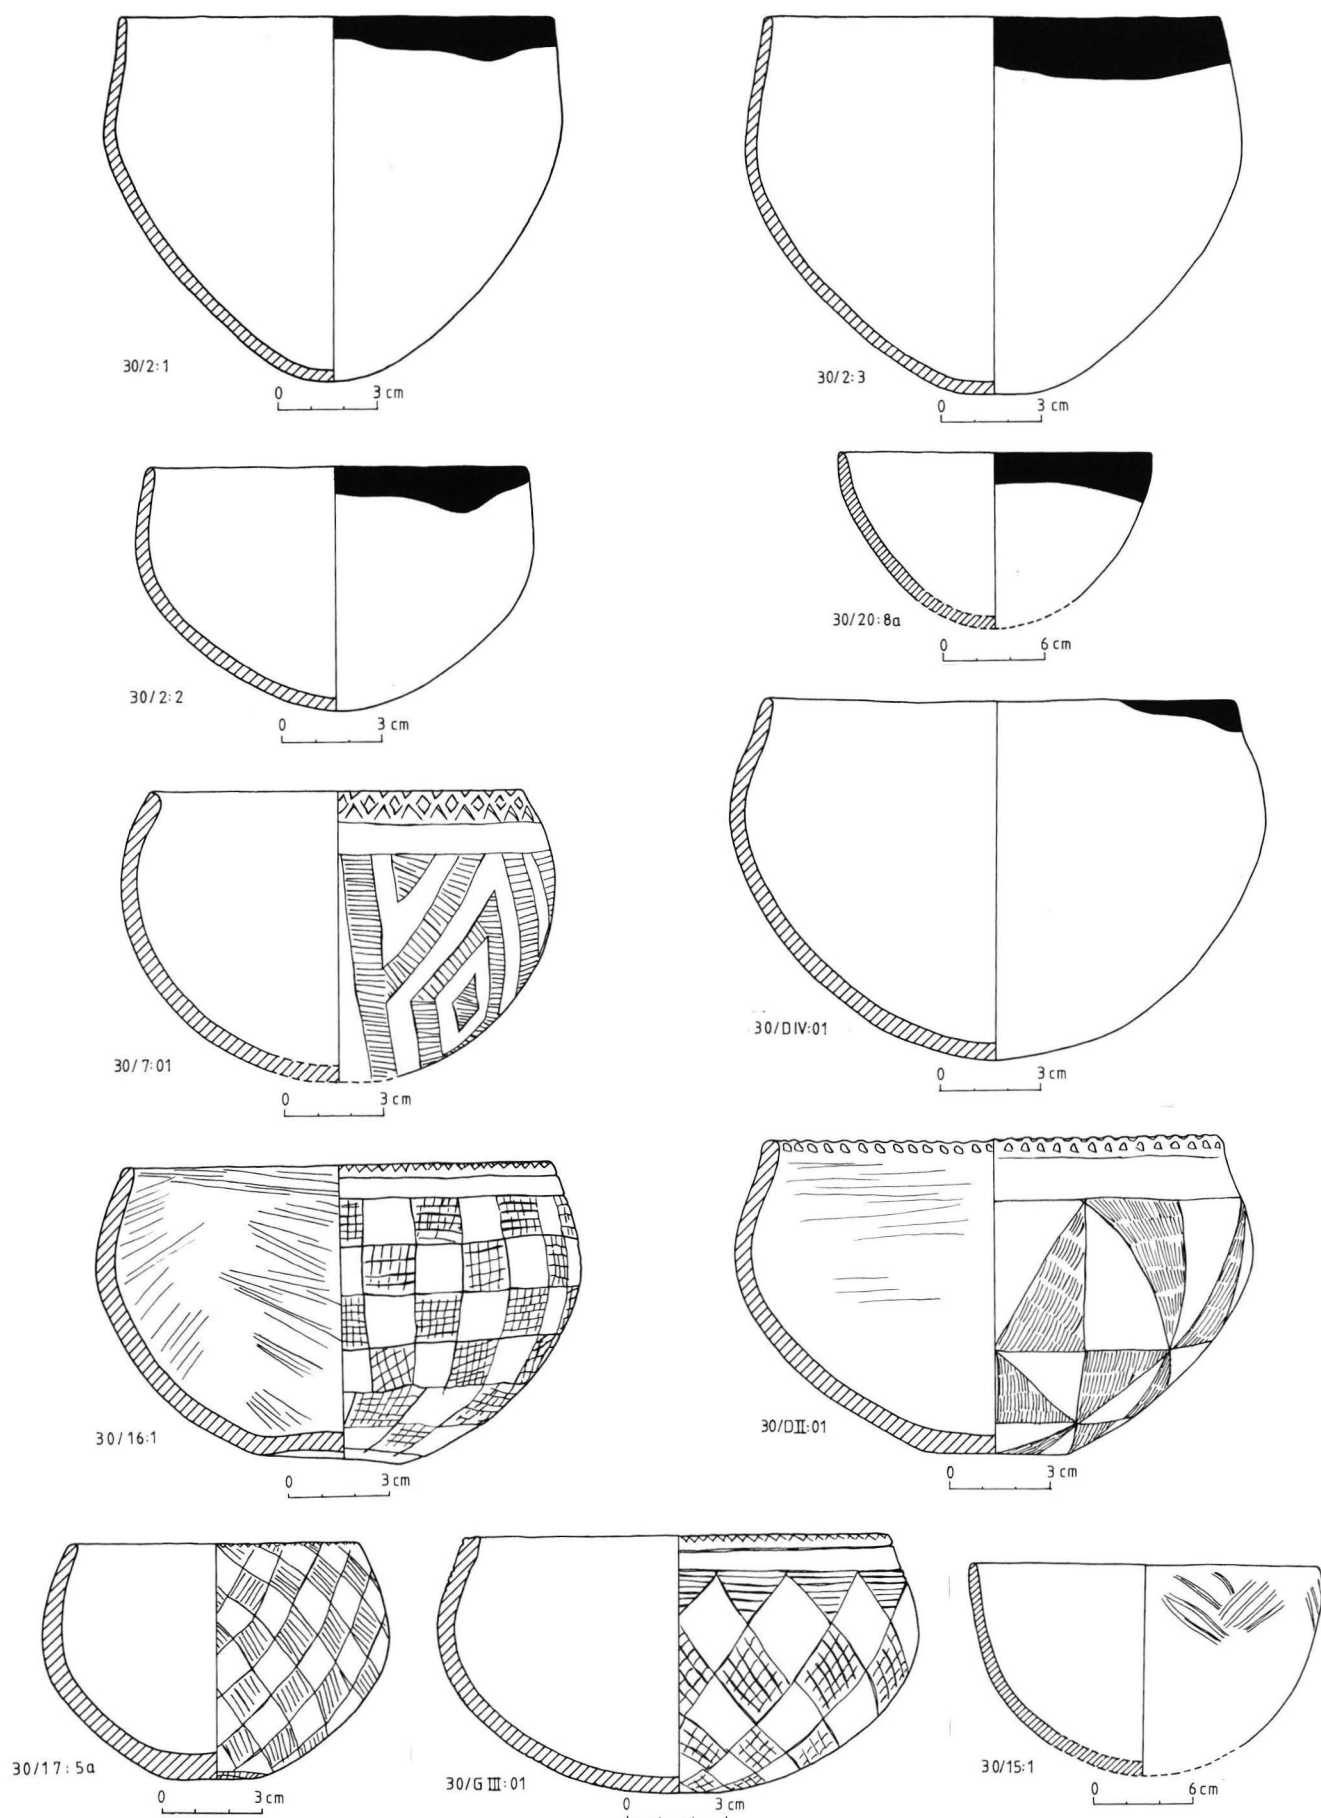 30/2:1
0 3 cm
30/2:3
0 3 cm
30/2:2
0 3 cm
30/20:8a
0 6 cm
30/7:01
0 3 cm
30/DIV:01
0 3 cm
30/16:1
0 3 cm
30/DII:01
0 3 cm
30/17:5a
0 3 cm
30/GIII:01
0 3 cm
30/15:1
0 6 cm